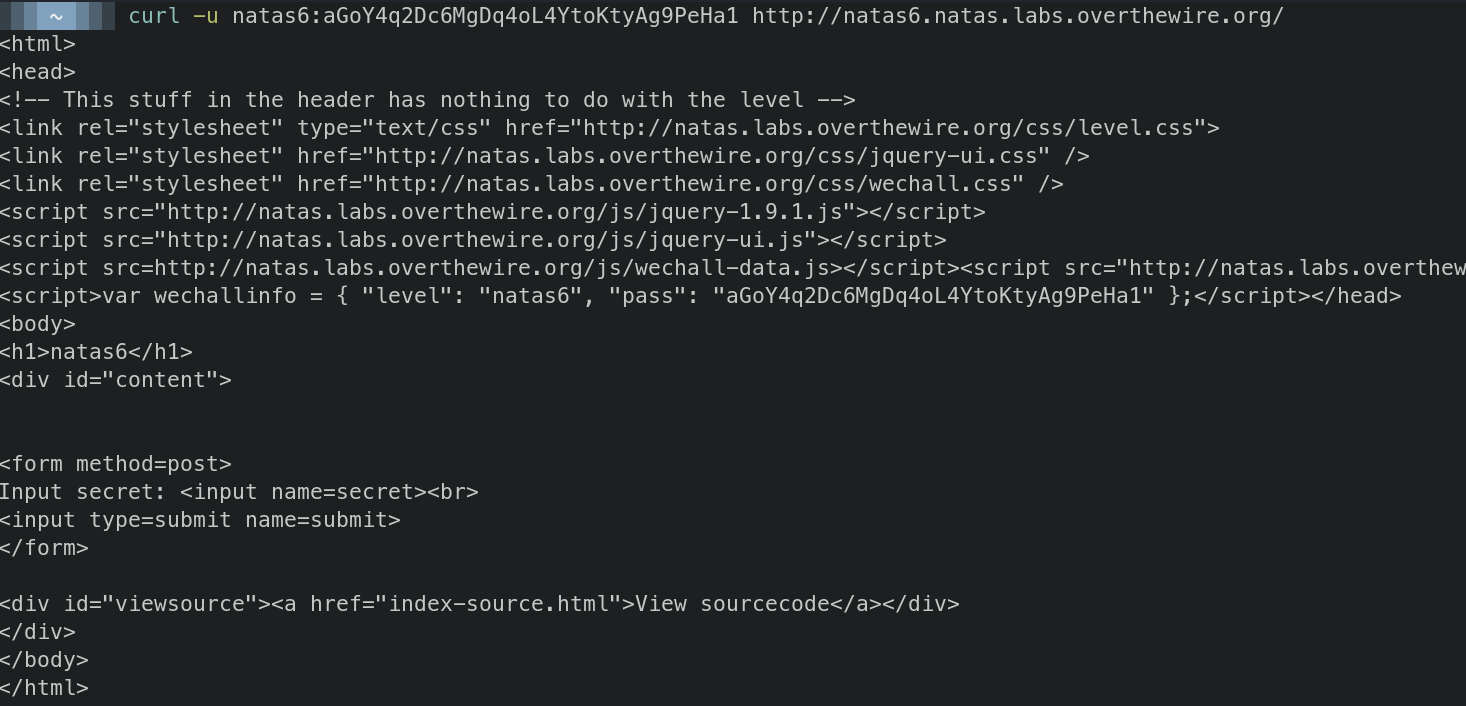 ~ curl -u natas6:aGoY4q2Dc6MgDq4oL4YtoKtyAg9PeHa1 http://natas6.natas.labs.overthewire.org/
<html>
<head>
<!-- This stuff in the header has nothing to do with the level -->
<link rel="stylesheet" type="text/css" href="http://natas.labs.overthewire.org/css/level.css">
<link rel="stylesheet" href="http://natas.labs.overthewire.org/css/jquery-ui.css" />
<link rel="stylesheet" href="http://natas.labs.overthewire.org/css/wechall.css" />
<script src="http://natas.labs.overthewire.org/js/jquery-1.9.1.js"></script>
<script src="http://natas.labs.overthewire.org/js/jquery-ui.js"></script>
<script src=http://natas.labs.overthewire.org/js/wechall-data.js></script><script src="http://natas.labs.overthew
<script>var wechallinfo = { "level": "natas6", "pass": "aGoY4q2Dc6MgDq4oL4YtoKtyAg9PeHa1" };</script></head>
<body>
<h1>natas6</h1>
<div id="content">
<form method=post>
Input secret: <input name=secret><br>
<input type=submit name=submit>
</form>
<div id="viewsource"><a href="index-source.html">View sourcecode</a></div>
</div>
</body>
</html>